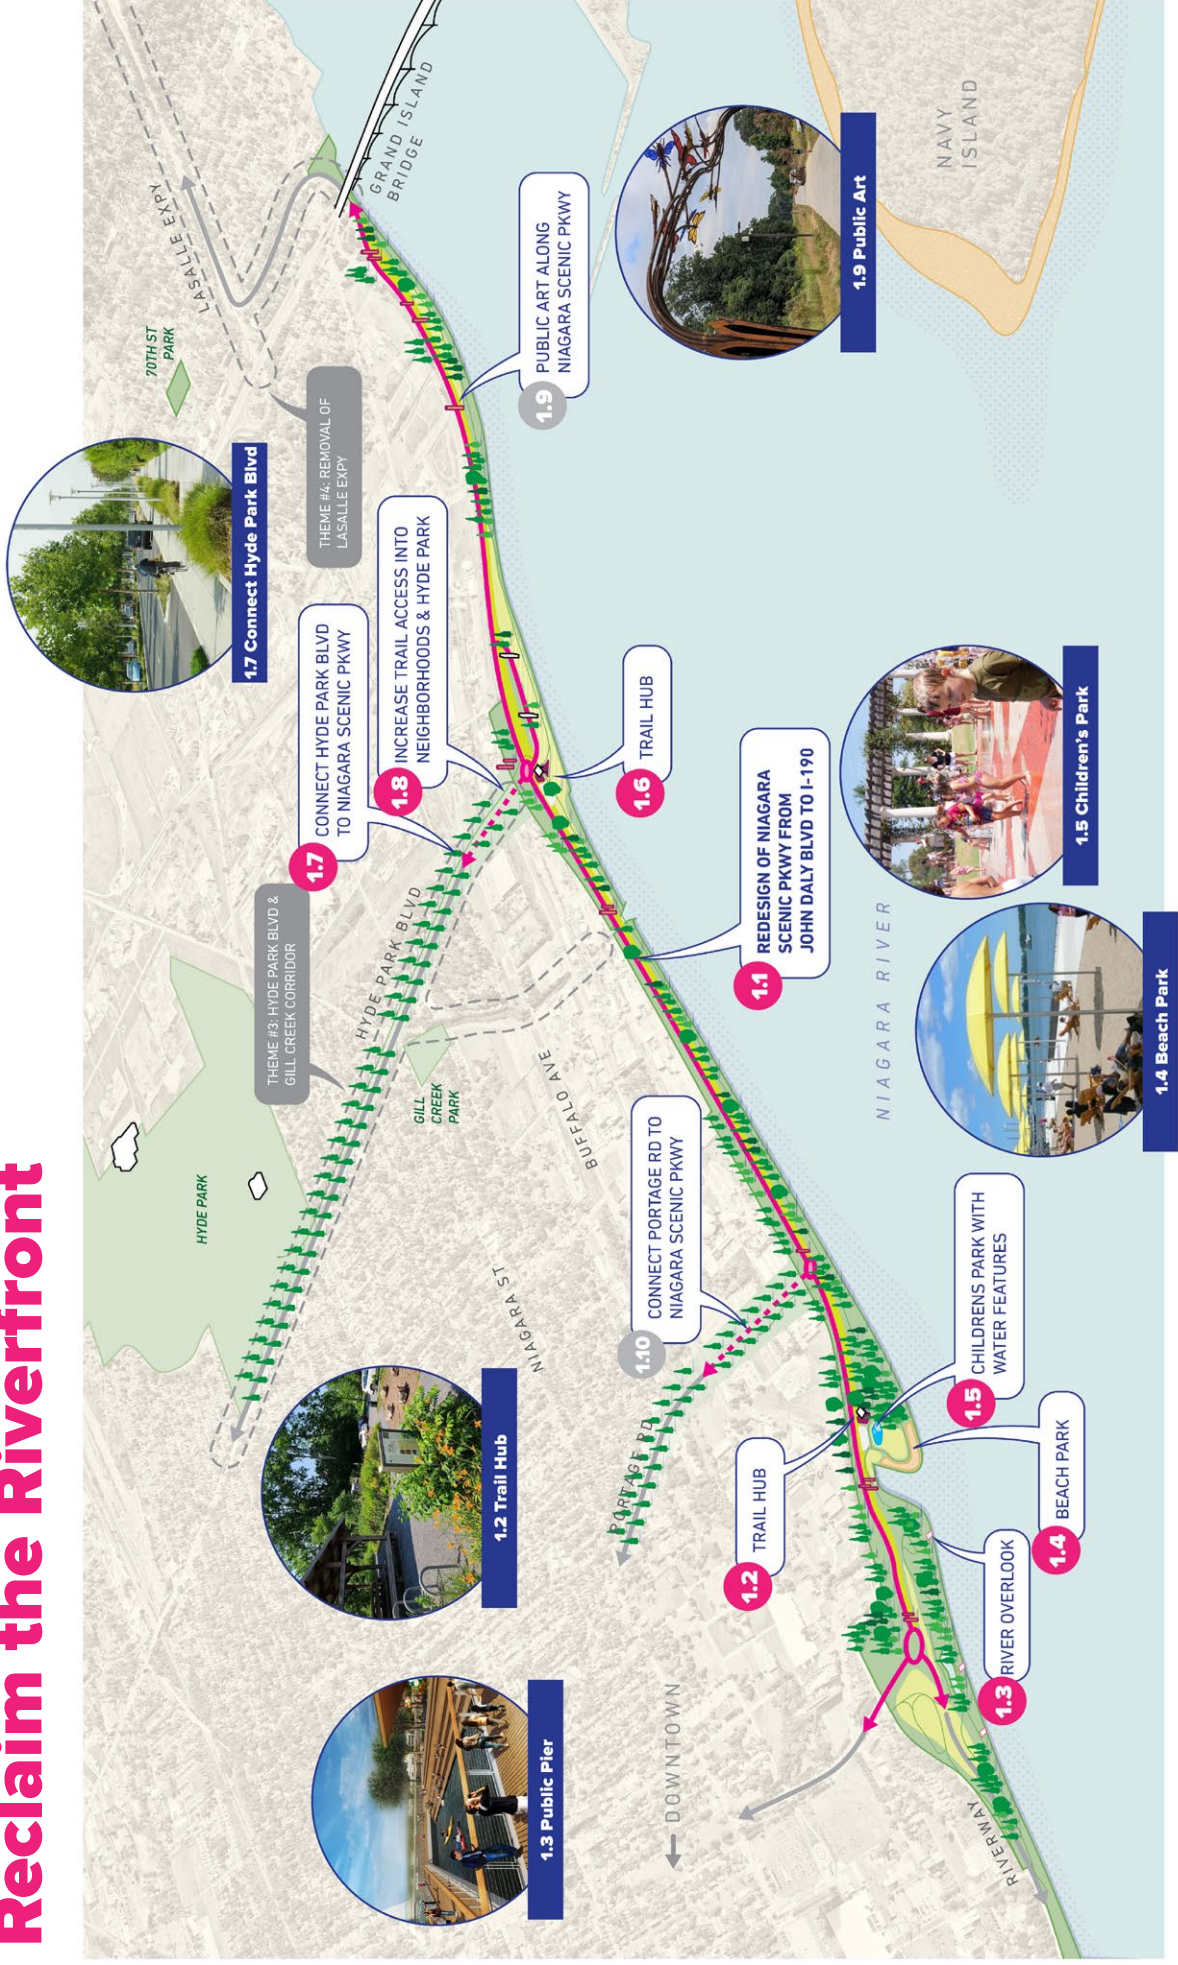 Reclaim the Riverfront
1.3 Public Pier
1.2 Trail Hub
1.7 Connect Hyde Park Blvd
HYDE PARK
THEME #3: HYDE PARK BLVD &
GILL CREEK CORRIDOR
1.7
CONNECT HYDE PARK BLVD
TO NIAGARA SCENIC PKWY
THEME #4: REMOVAL OF
LASALLE EXPY
70TH ST
PARK
LASALLE EXPY
GRAND ISLAND
BRIDGE
1.8
INCREASE TRAIL ACCESS INTO
NEIGHBORHOODS & HYDE PARK
HYDE PARK BLVD
GILL
CREEK
PARK
NIAGARA ST
BUFFALO AVE
DOWNTOWN
PORTAGE RD
1.10
CONNECT PORTAGE RD TO
NIAGARA SCENIC PKWY
1.9
PUBLIC ART ALONG
NIAGARA SCENIC PKWY
1.6
TRAIL HUB
1.1
REDESIGN OF NIAGARA
SCENIC PKWY FROM
JOHN DALY BLVD TO I-190
1.2
TRAIL HUB
1.9 Public Art
NAVY
ISLAND
NIAGARA RIVER
1.5
CHILDRENS PARK WITH
WATER FEATURES
1.4
BEACH PARK
1.3
RIVER OVERLOOK
RIVERWAY
1.5 Children's Park
1.4 Beach Park